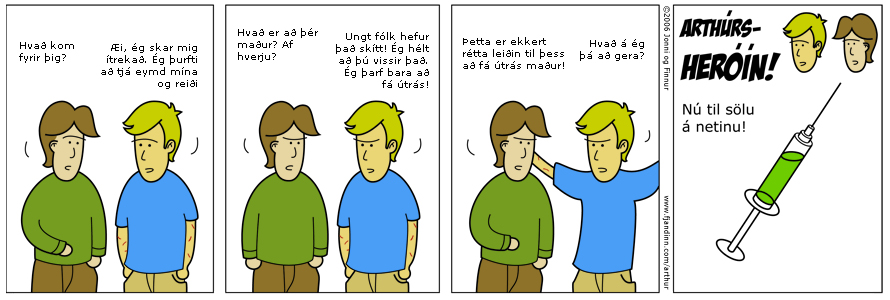 Hvað kom
fyrir þig?
Æi, ég skar mig
ítrekað. Ég þurfti
að tjá eymd mína
og reiði
Hvað er að þér
maður? Af
hverju?
Ungt fólk hefur
það skítt! Ég hélt
að þú vissir það.
Ég þarf bara að
fá útrás!
Þetta er ekkert
rétta leiðin til þess
að fá útrás maður!
Hvað á ég
þá að gera?
©2006 Jonni og Finnur
www.fjandinn.com/arthur
ARTHÚRS-
HERÓÍN!
Nú til sölu
á netinu!